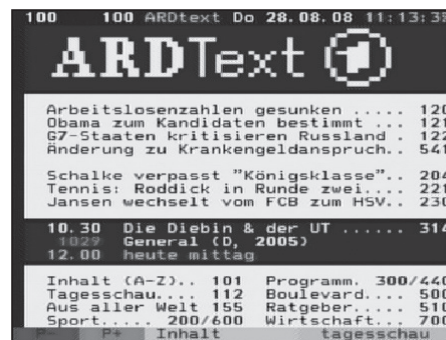 100 100 ARDtext Do 28.08.08 11:13:39
ARDText 1
Arbeitslosenzahlen gesunken ..... 120
Obama zum Kandidaten bestimmt ... 121
G7-Staaten kritisieren Russland . 122
Änderung zu Krankengeldanspruch.. 541
Schalke verpasst "Königsklasse".. 204
Tennis: Roddick in Runde zwei.... 221
Jansen wechselt vom FCB zum HSV.. 230
10.30 Die Diebin & der UT ...... 314
1029 General (D, 2005)
12.00 heute mittag
Inhalt (A-Z).. 101 Programm. 300/440
Tagesschau.... 112 Boulevard.... 500
Aus aller Welt 155 Ratgeber..... 510
Sport..... 200/600 Wirtschaft... 700
P- P+ Inhalt tagesschau